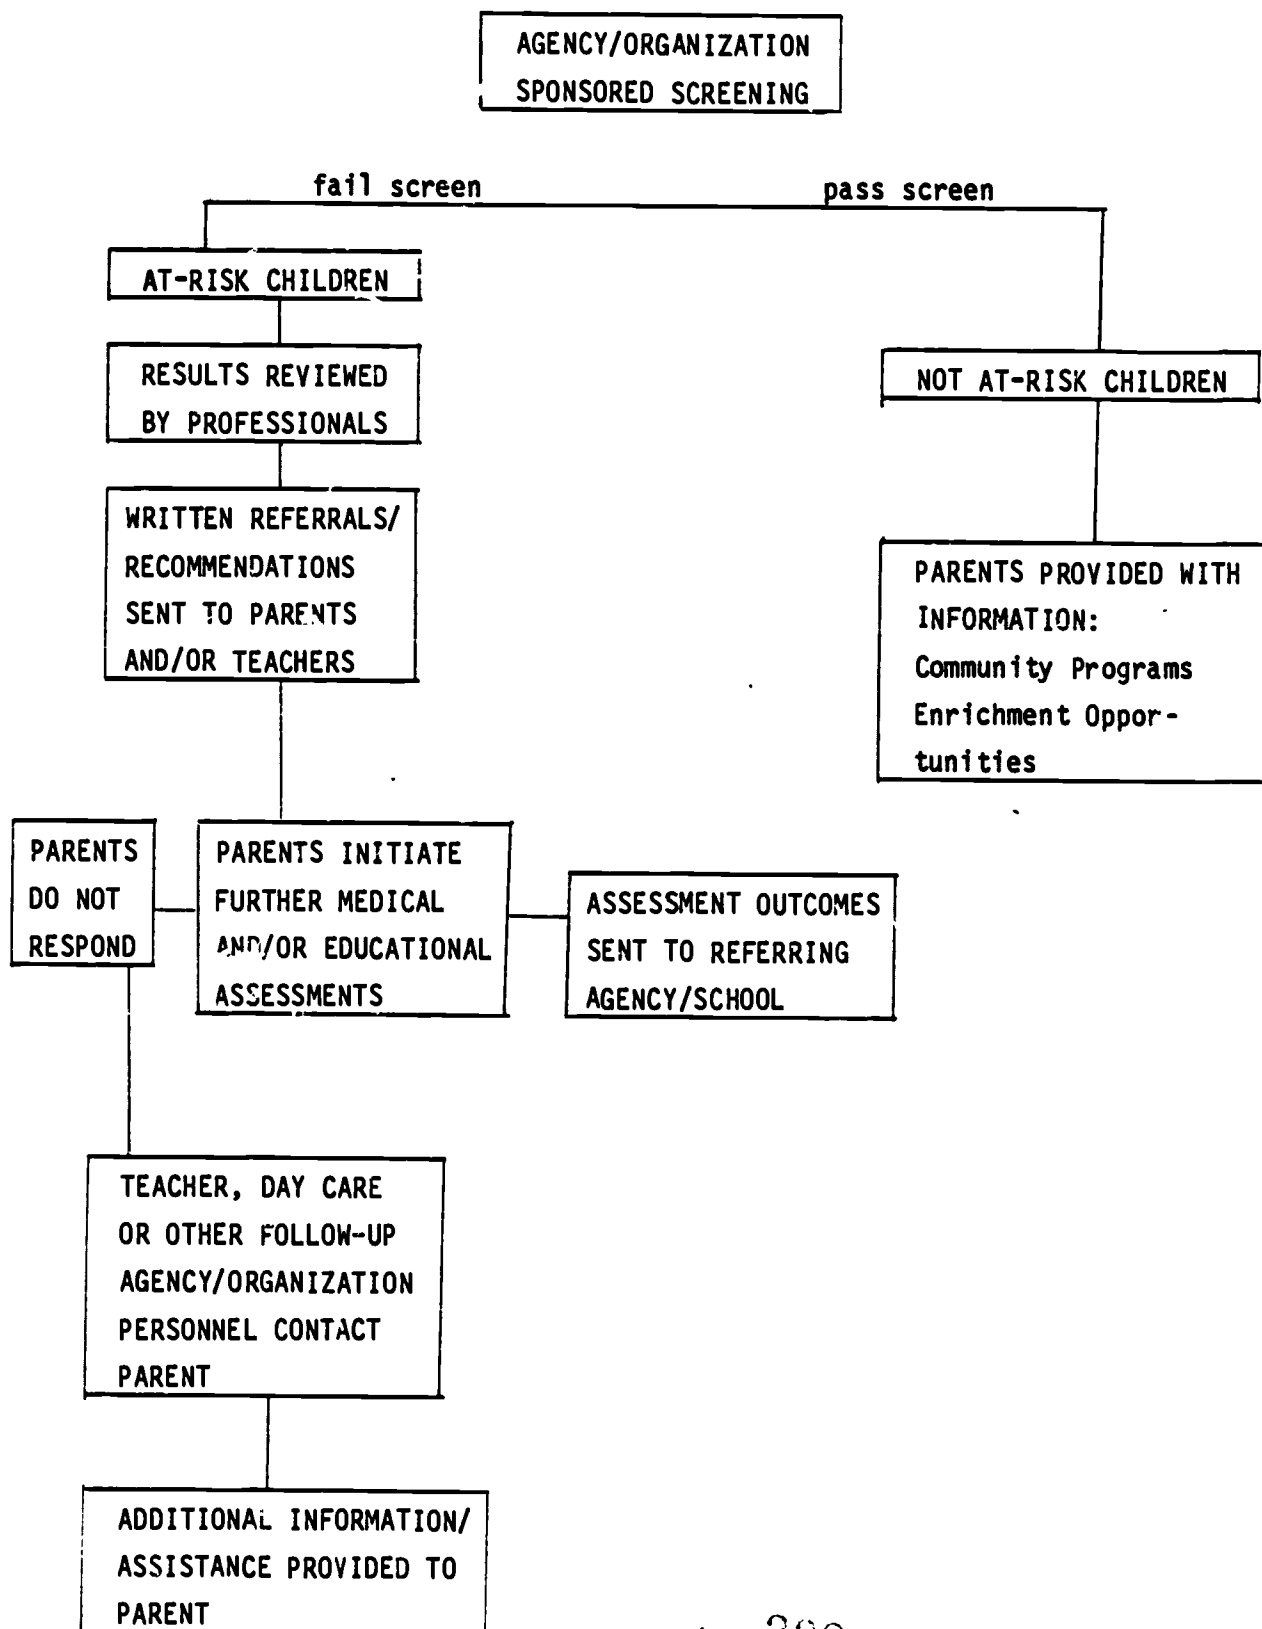 AGENCY/ORGANIZATION
SPONSORED SCREENING
fail screen
pass screen
AT-RISK CHILDREN
RESULTS REVIEWED
BY PROFESSIONALS
NOT AT-RISK CHILDREN
WRITTEN REFERRALS/
RECOMMENDATIONS
SENT TO PARENTS
AND/OR TEACHERS
PARENTS PROVIDED WITH
INFORMATION:
Community Programs
Enrichment Oppor-
tunities
PARENTS
DO NOT
RESPOND
PARENTS INITIATE
FURTHER MEDICAL
AND/OR EDUCATIONAL
ASSESSMENTS
ASSESSMENT OUTCOMES
SENT TO REFERRING
AGENCY/SCHOOL
TEACHER, DAY CARE
OR OTHER FOLLOW-UP
AGENCY/ORGANIZATION
PERSONNEL CONTACT
PARENT
ADDITIONAL INFORMATION/
ASSISTANCE PROVIDED TO
PARENT